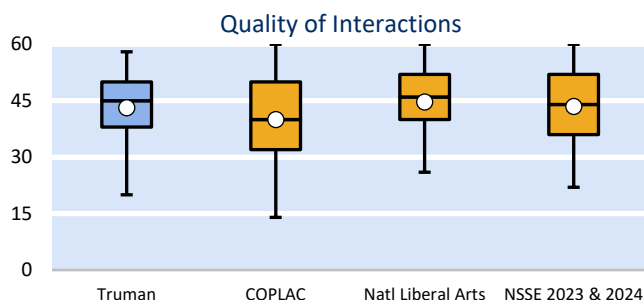 Quality of Interactions
60
45
30
15
0
Truman COPLAC Natl Liberal Arts NSSE 2023 & 2024